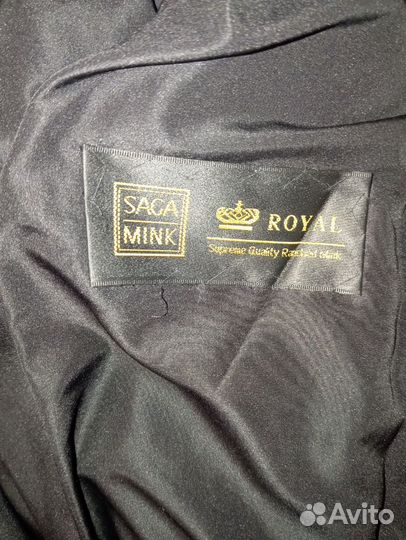 SAGA
MINK
ROYAL
Supreme Quality Ranched Mink
Avito